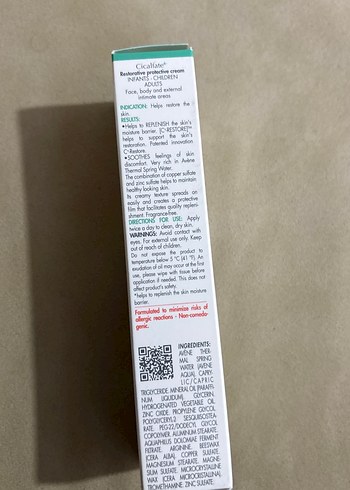 Cicalfate+
Restorative protective cream
INFANTS - CHILDREN
ADULTS
Face, body and external
intimate areas
INDICATION: Helps restore the
skin.
RESULTS:
•Helps to REPLENISH the skin's
moisture barrier. [C+-RESTORE]™
helps to support the skin's
restoration. Patented innovation
C+-Restore.
•SOOTHES feelings of skin
discomfort. Very rich in Avène
Thermal Spring Water.
The combination of copper sulfate
and zinc sulfate helps to maintain
healthy looking skin.
Its creamy texture spreads on
easily and creates a protective
film that facilitates quality replen-
ishment. Fragrance-free.
DIRECTIONS FOR USE: Apply
twice a day to clean, dry skin.
WARNINGS: Avoid contact with
eyes. For external use only. Keep
out of reach of children.
Do not expose the product to
temperature below 5 °C (41 °F). An
exudation of oil may occur at the first
use, please wipe with tissue before
application if needed. This does not
affect product's safety.
*helps to replenish the skin moisture
barrier.
Formulated to minimize risks of
allergic reactions - Non-comedo-
genic.
INGREDIENTS:
AVÈNE THER-
MAL SPRING
WATER (AVENE
AQUA). CAPRY-
LIC/CAPRIC
TRIGLYCERIDE. MINERAL OIL (PARAFFI-
NUM LIQUIDUM). GLYCERIN.
HYDROGENATED VEGETABLE OIL.
ZINC OXIDE. PROPYLENE GLYCOL.
POLYGLYCERYL-2 SESQUISOSTEA-
RATE. PEG-22/DODECYL GLYCOL
COPOLYMER. ALUMINUM STEARATE.
AQUAPHILUS DOLOMIAE FERMENT
FILTRATE. ARGININE. BEESWAX
(CERA ALBA). COPPER SULFATE.
MAGNESIUM STEARATE. MAGNE-
SIUM SULFATE. MICROCRYSTALLINE
WAX (CERA MICROCRISTALLINA).
TROMETHAMINE. ZINC SULFATE.